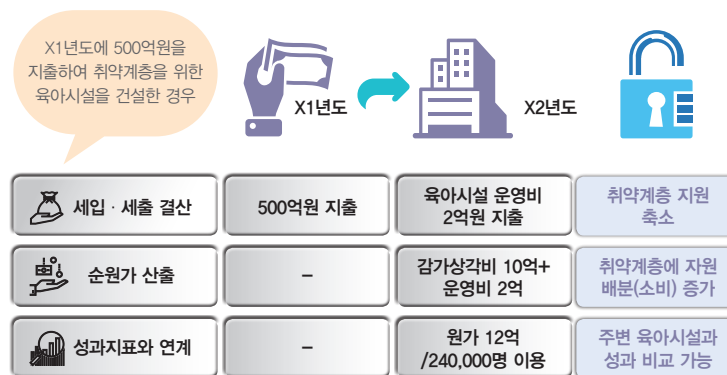 X1년도에 500억원을
지출하여 취약계층을 위한
육아시설을 건설한 경우
X1년도
X2년도
세입 · 세출 결산
500억원 지출
육아시설 운영비
2억원 지출
취약계층 지원
축소
순원가 산출
–
감가상각비 10억+
운영비 2억
취약계층에 자원
배분(소비) 증가
성과지표와 연계
–
원가 12억
/240,000명 이용
주변 육아시설과
성과 비교 가능